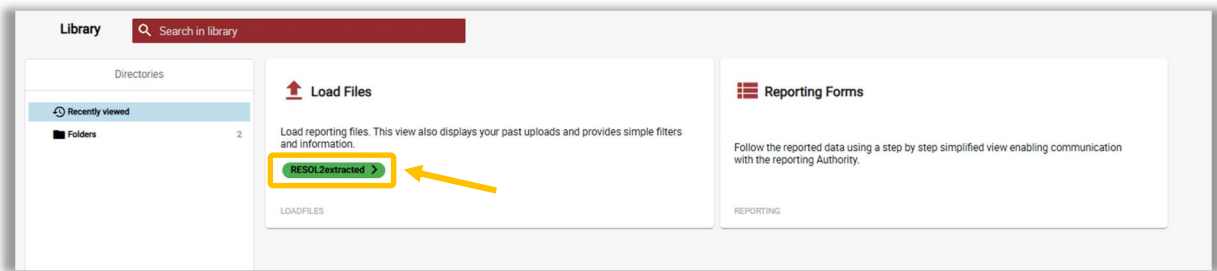 Library
Search in library
Directories
Recently viewed
Folders 2
Load Files
Load reporting files. This view also displays your past uploads and provides simple filters
and information.
RESOL2extracted
LOADFILES
Reporting Forms
Follow the reported data using a step by step simplified view enabling communication
with the reporting Authority.
REPORTING